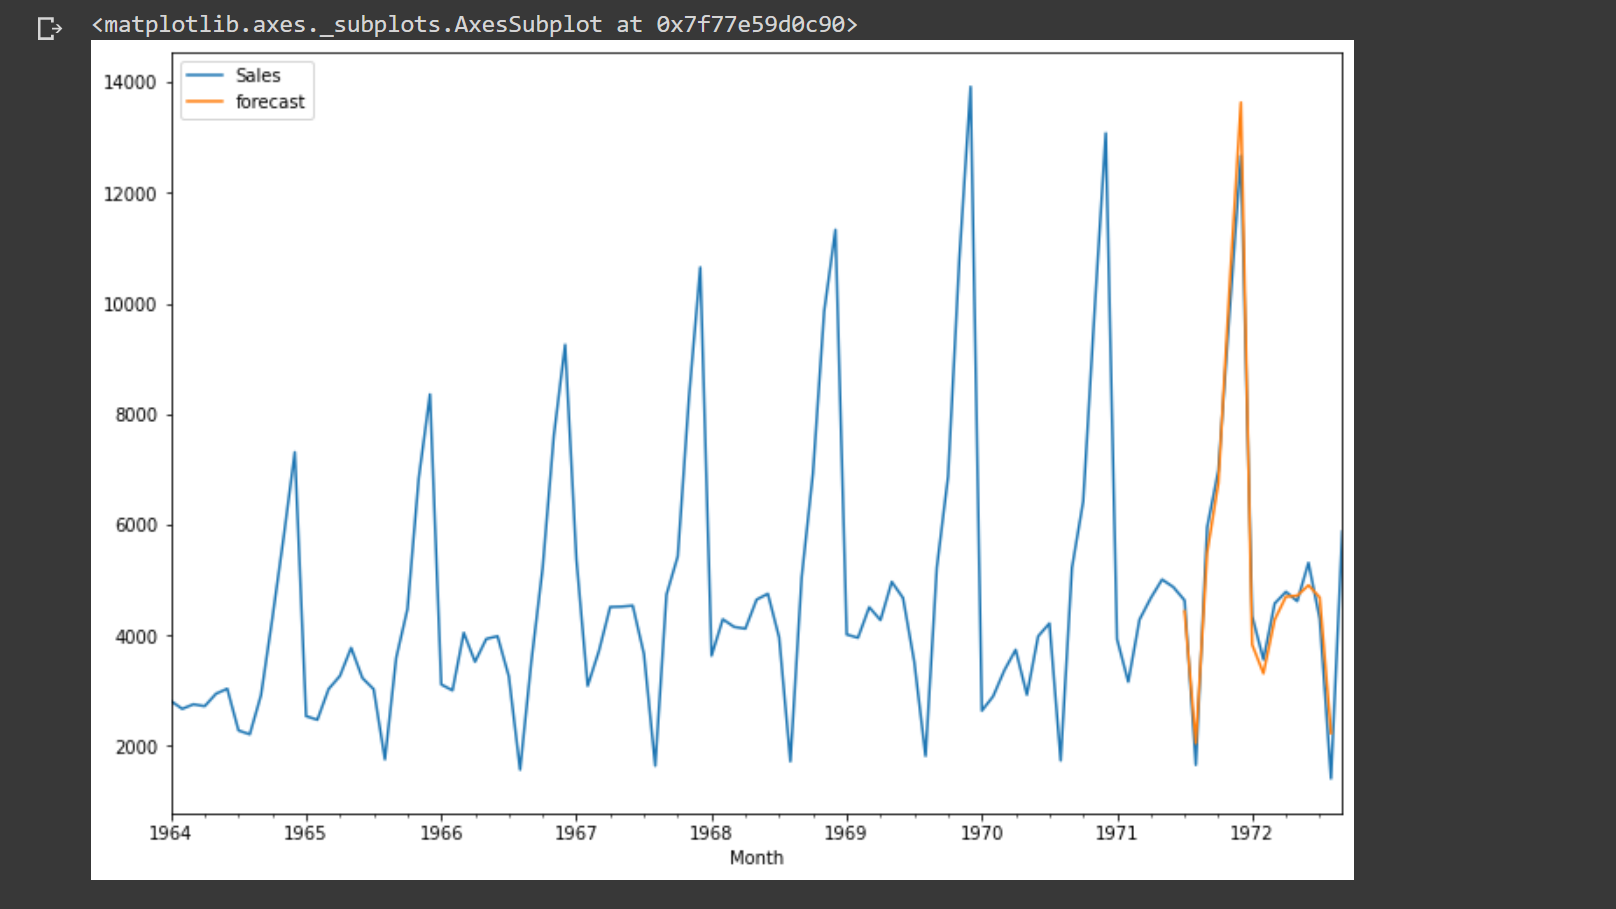 <matplotlib.axes._subplots.AxesSubplot at 0x7f77e59d0c90>
Sales
forecast
14000
12000
10000
8000
6000
4000
2000
1964 1965 1966 1967 1968 1969 1970 1971 1972
Month